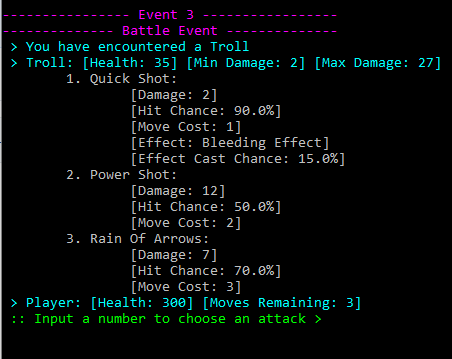 ----------------- Event 3 ------------------
--------------- Battle Event ---------------
> You have encountered a Troll
> Troll: [Health: 35] [Min Damage: 2] [Max Damage: 27]
1. Quick Shot:
[Damage: 2]
[Hit Chance: 90.0%]
[Move Cost: 1]
[Effect: Bleeding Effect]
[Effect Cast Chance: 15.0%]
2. Power Shot:
[Damage: 12]
[Hit Chance: 50.0%]
[Move Cost: 2]
3. Rain Of Arrows:
[Damage: 7]
[Hit Chance: 70.0%]
[Move Cost: 3]
> Player: [Health: 300] [Moves Remaining: 3]
:: Input a number to choose an attack >